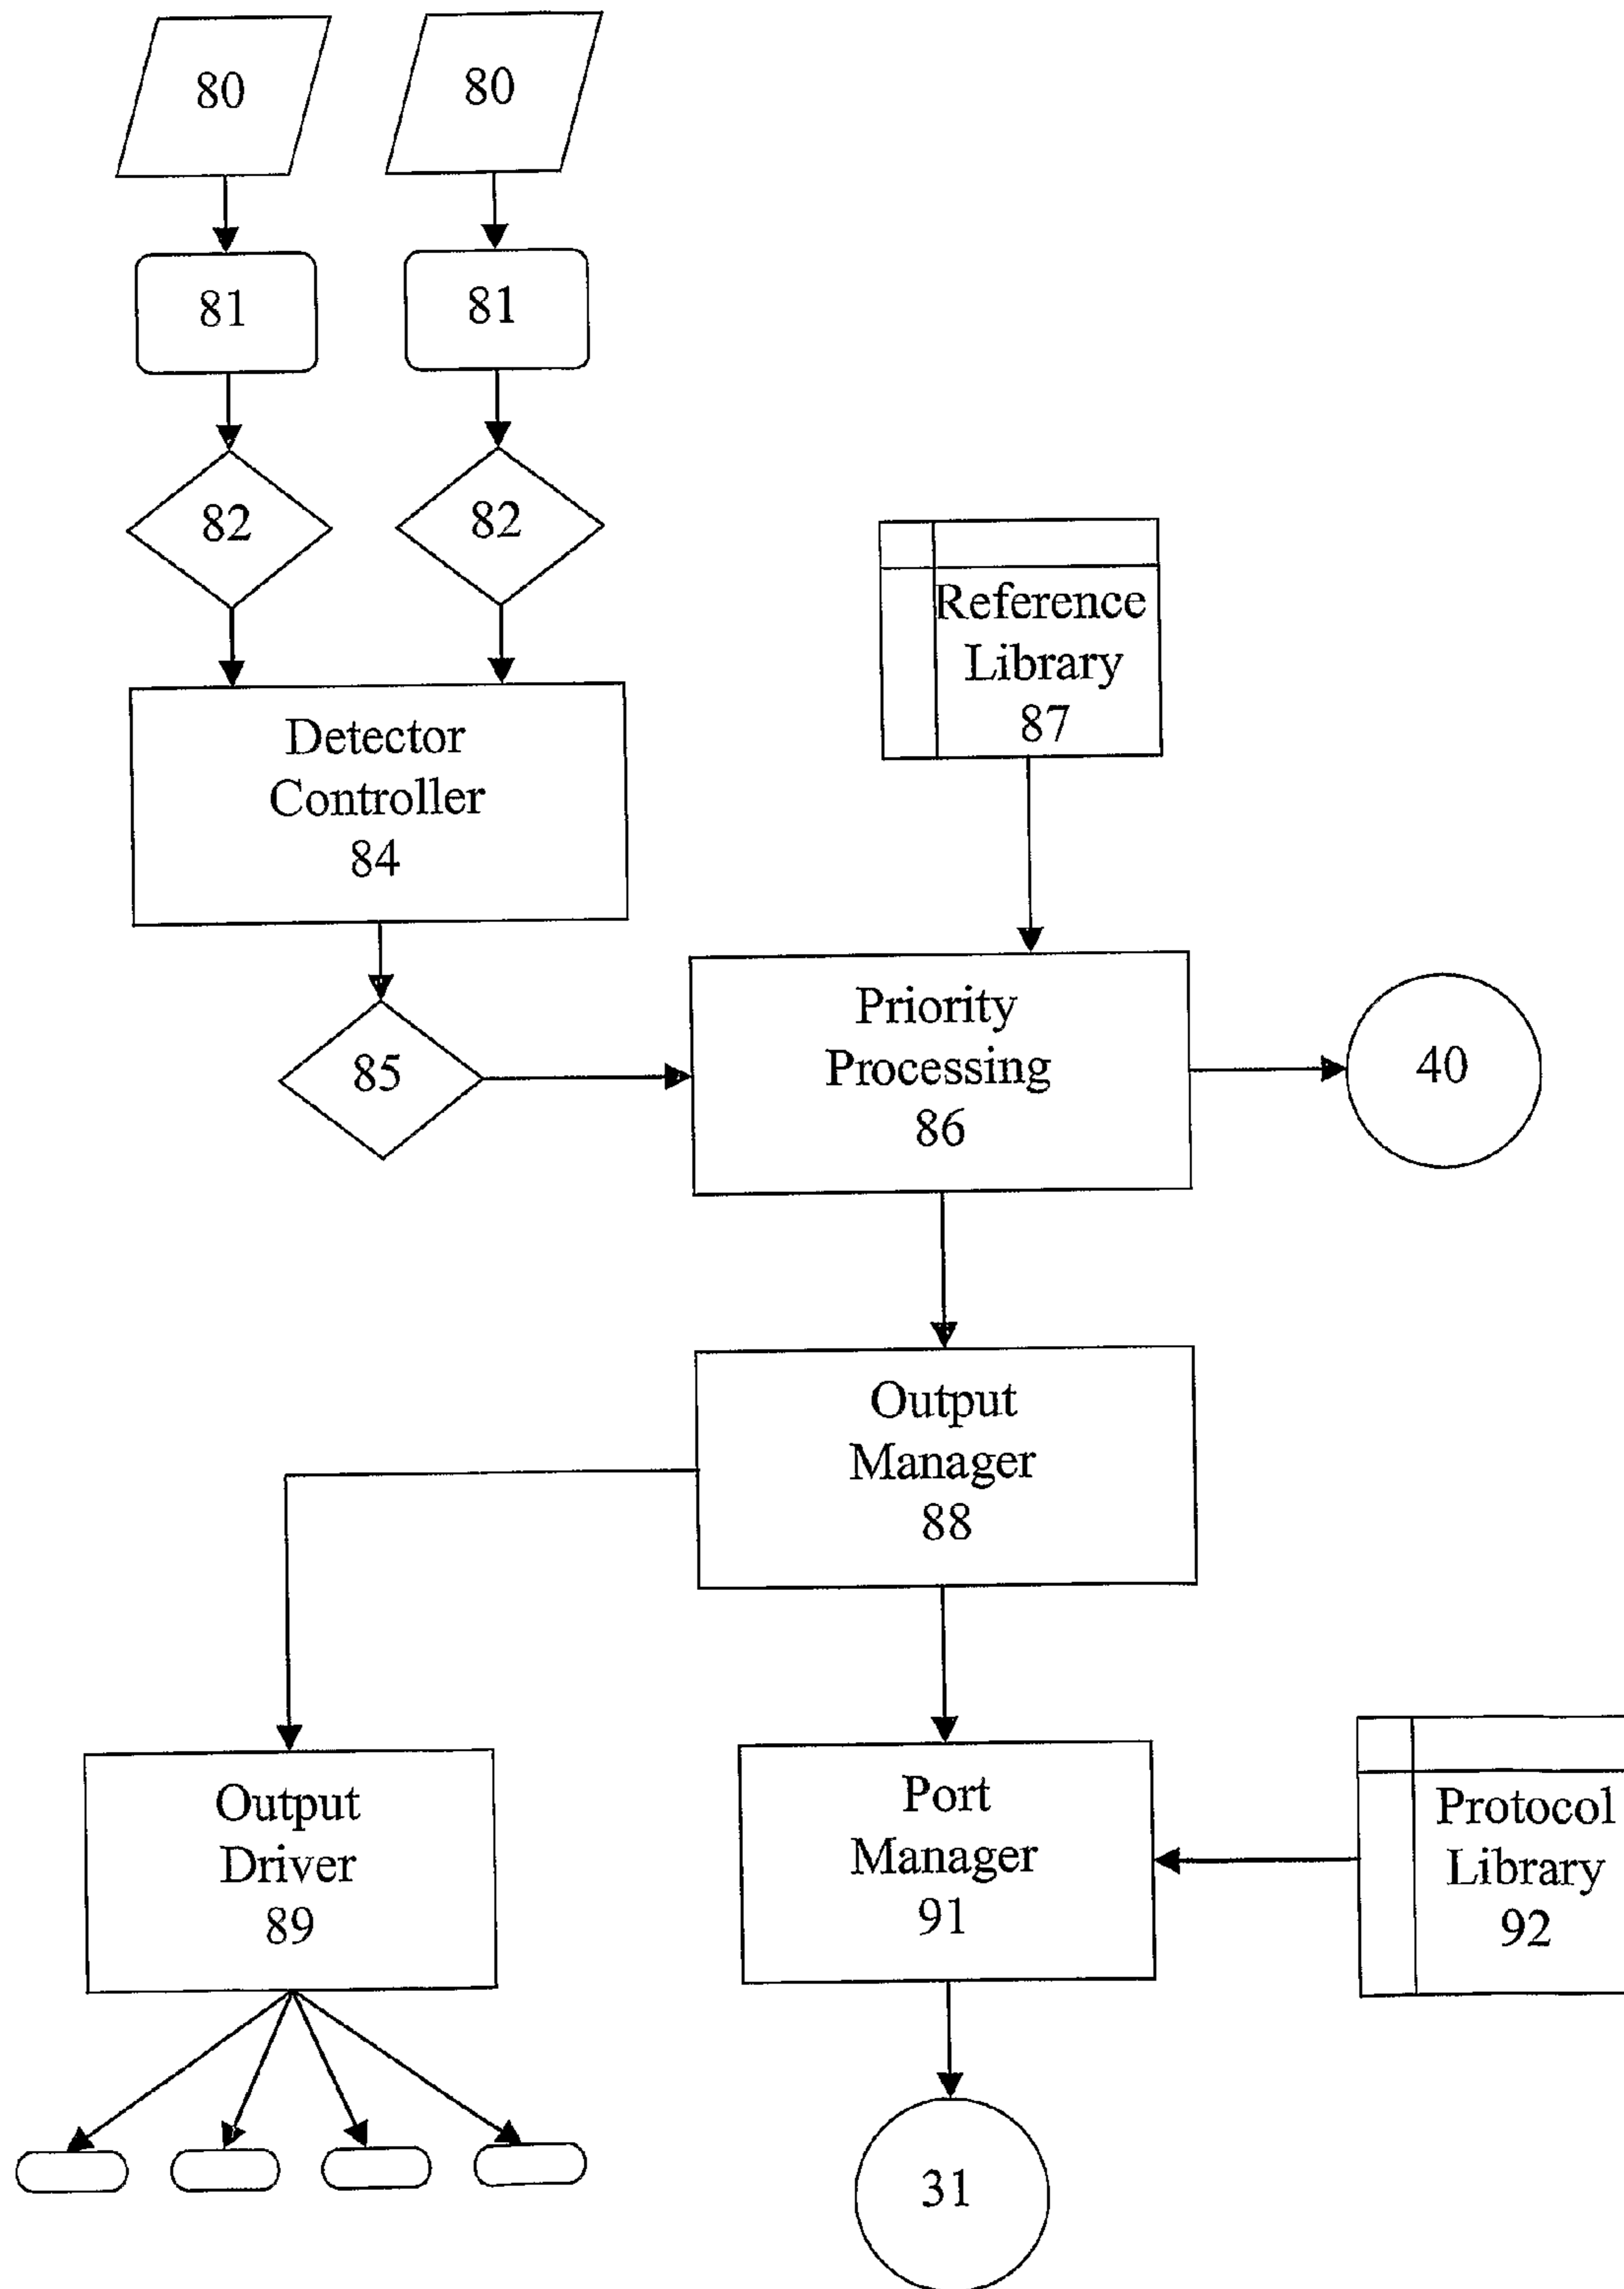 80
80
81
81
82
82
Reference
Library
87
Detector
Controller
84
85
Priority
Processing
86
40
Output
Manager
88
Output
Driver
89
Port
Manager
91
Protocol
Library
92
31